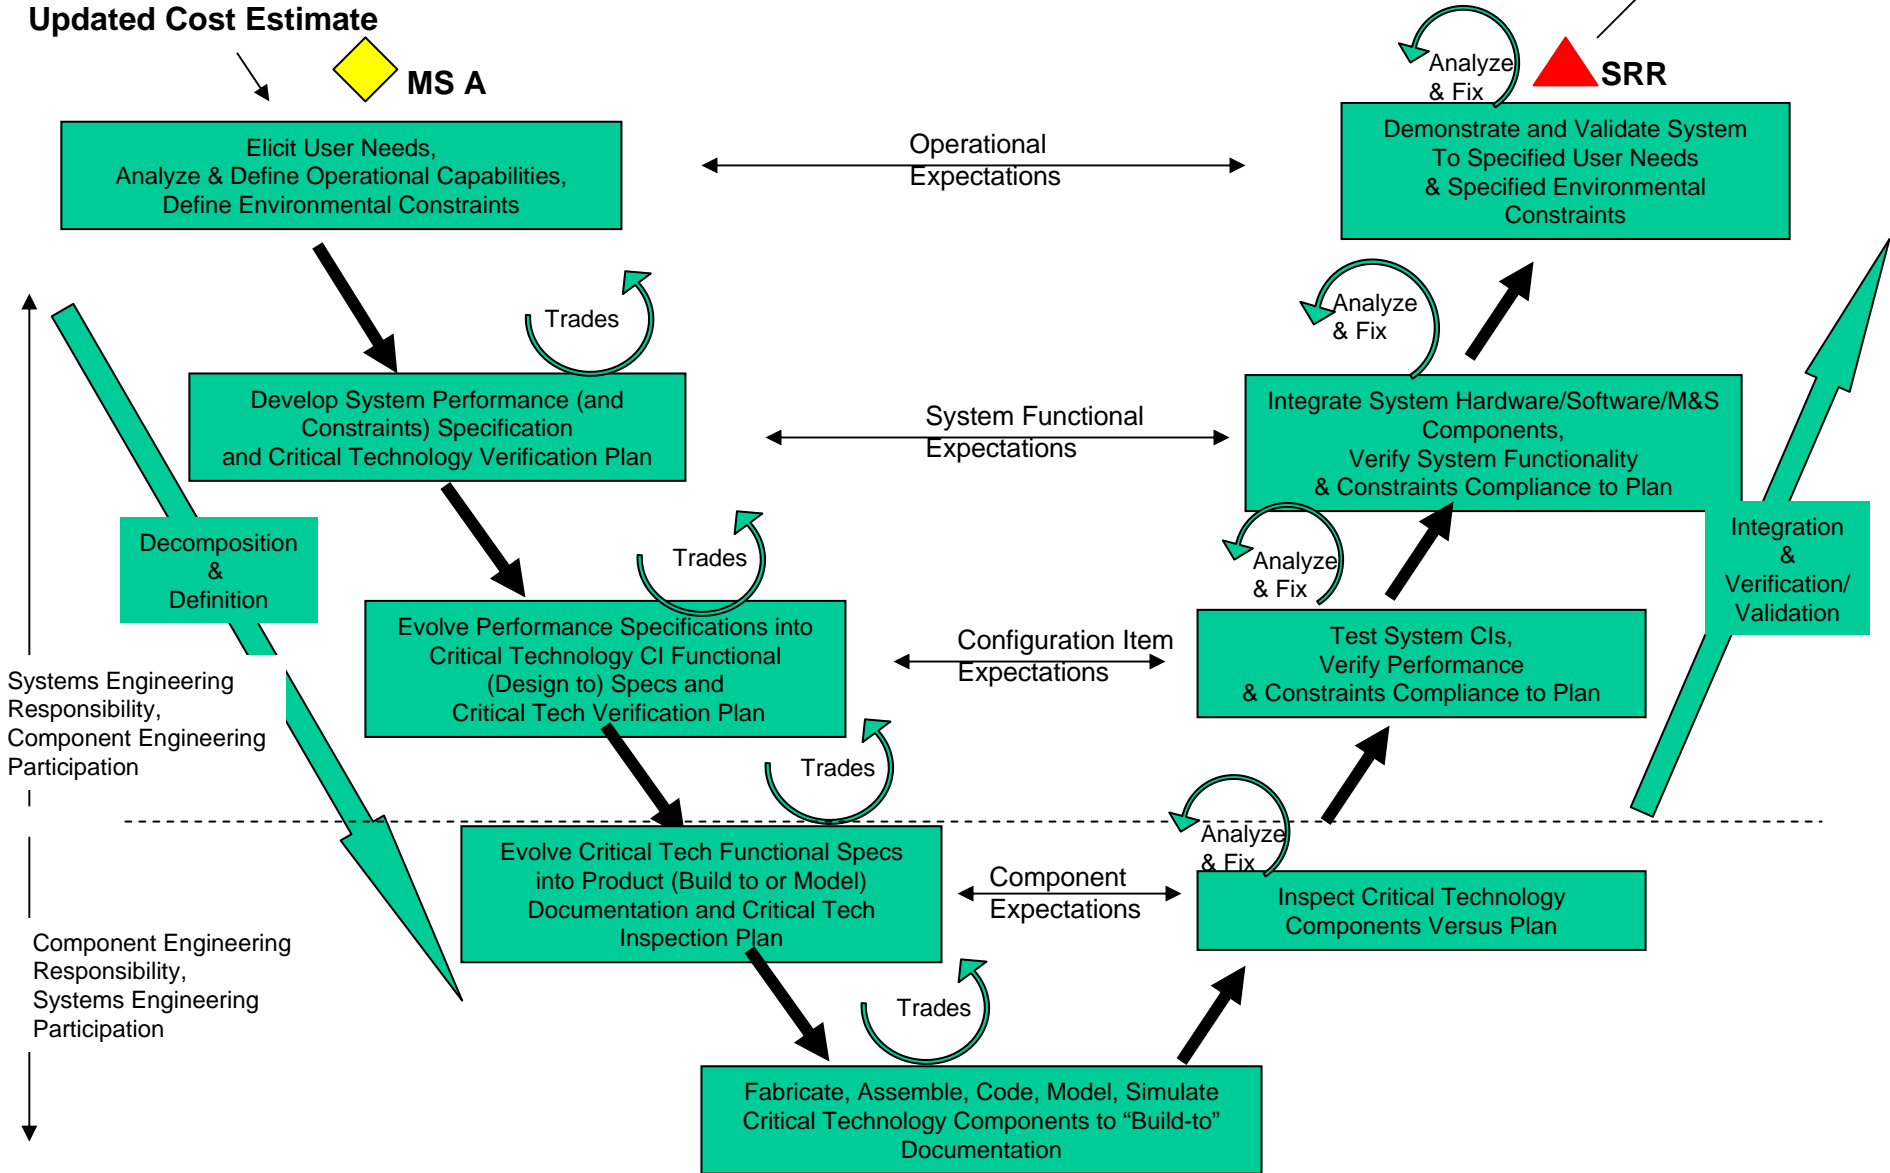 Updated Cost Estimate
MS A
Analyze
& Fix
SRR
Elicit User Needs,
Analyze & Define Operational Capabilities,
Define Environmental Constraints
Operational
Expectations
Demonstrate and Validate System
To Specified User Needs
& Specified Environmental
Constraints
Trades
Analyze
& Fix
Develop System Performance (and
Constraints) Specification
and Critical Technology Verification Plan
System Functional
Expectations
Integrate System Hardware/Software/M&S
Components,
Verify System Functionality
& Constraints Compliance to Plan
Decomposition
&
Definition
Trades
Analyze
& Fix
Integration
&
Verification/
Validation
Evolve Performance Specifications into
Critical Technology CI Functional
(Design to) Specs and
Critical Tech Verification Plan
Configuration Item
Expectations
Test System CIs,
Verify Performance
& Constraints Compliance to Plan
Systems Engineering
Responsibility,
Component Engineering
Participation
Trades
Analyze
& Fix
Evolve Critical Tech Functional Specs
into Product (Build to or Model)
Documentation and Critical Tech
Inspection Plan
Component
Expectations
Inspect Critical Technology
Components Versus Plan
Component Engineering
Responsibility,
Systems Engineering
Participation
Trades
Fabricate, Assemble, Code, Model, Simulate
Critical Technology Components to “Build-to”
Documentation